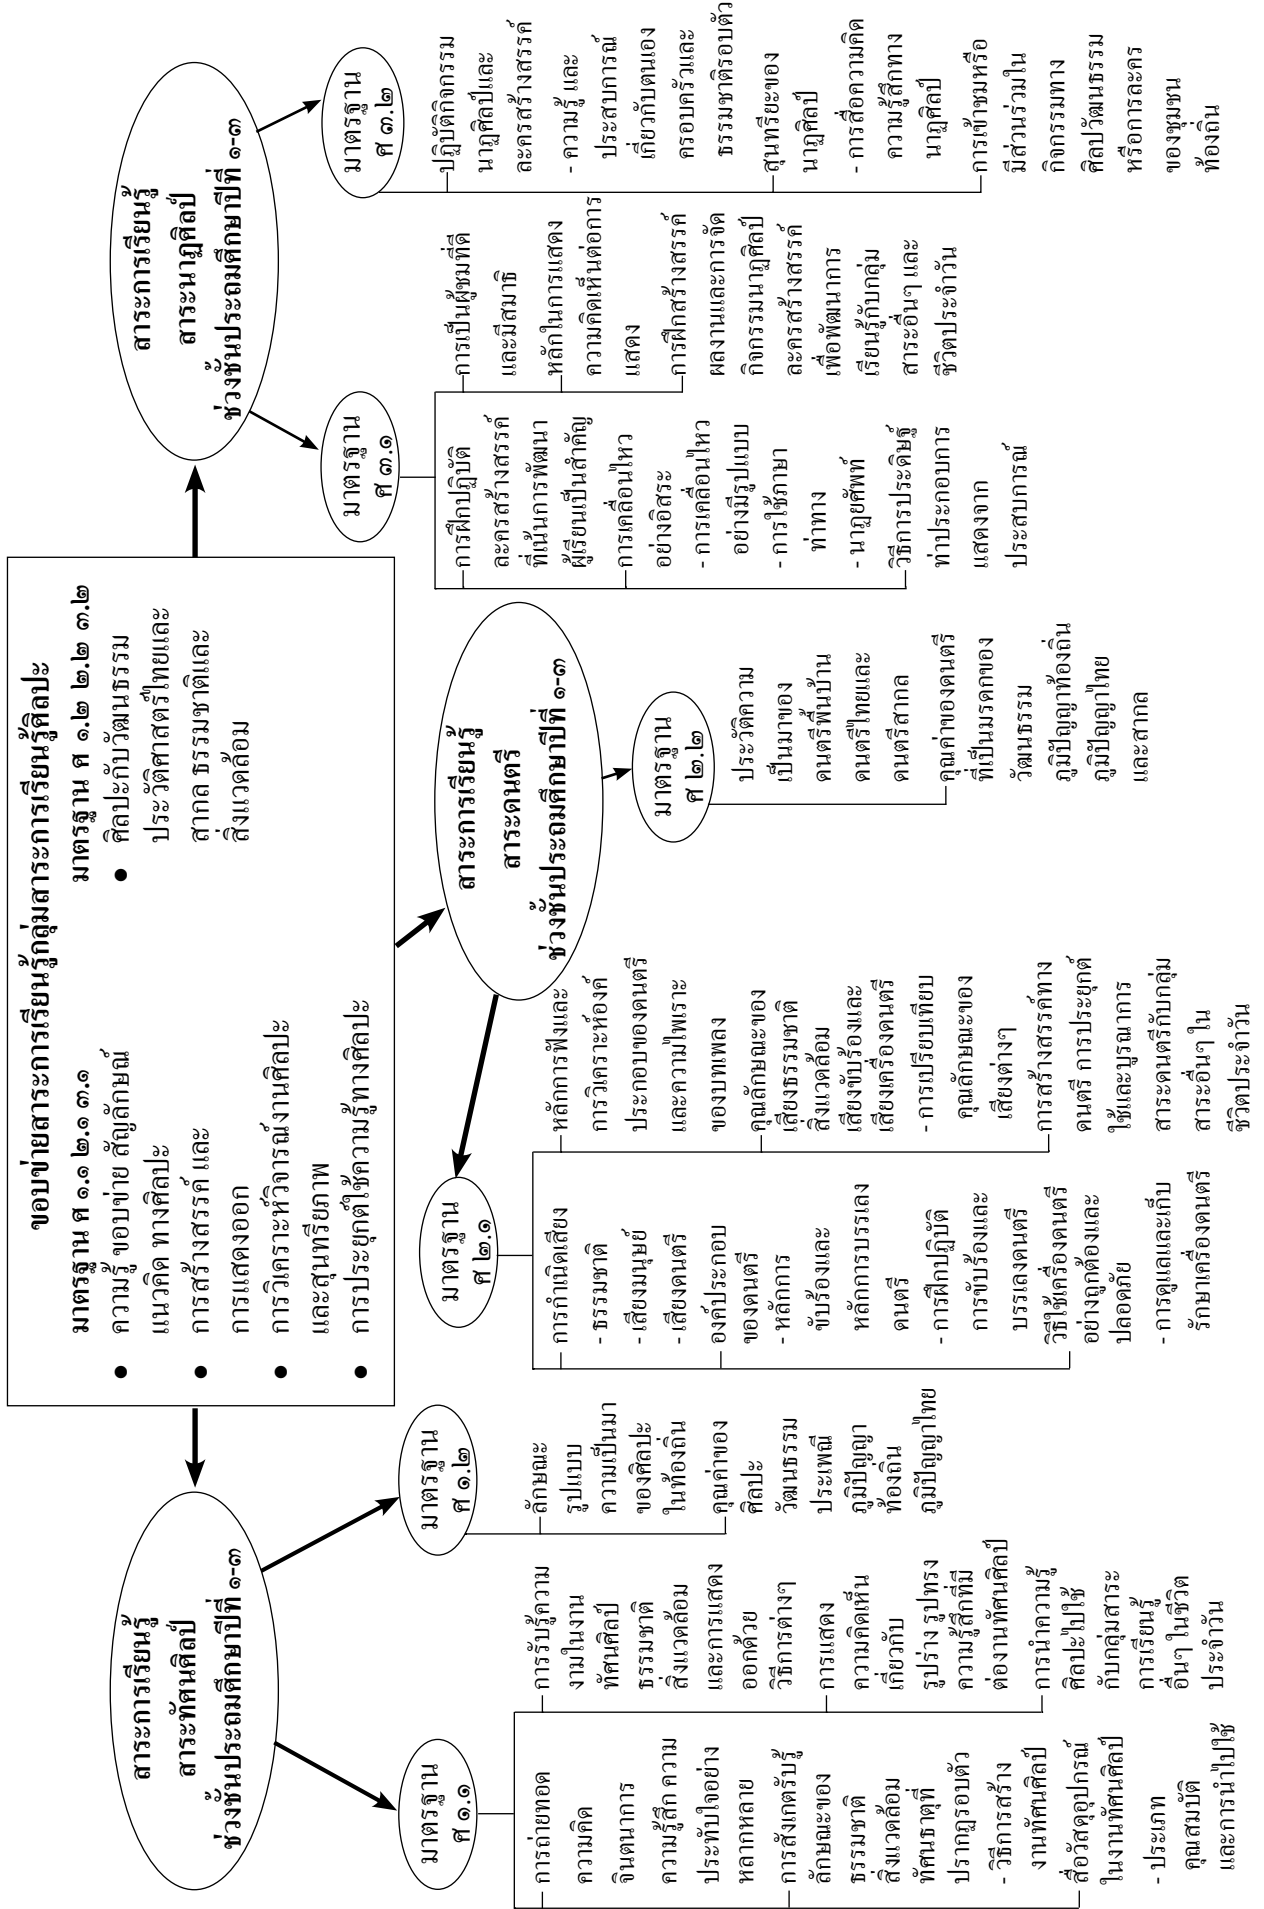 ขอบข่ายสาระการเรียนรู้กลุ่มสาระการเรียนรู้ศิลปะ
มาตรฐาน ศ ๑.๑ ๒.๑ ๓.๑
● ความรู้ ขอบข่าย สัญลักษณ์
แนวคิด ทางศิลปะ
● การสร้างสรรค์ และ
การแสดงออก
● การวิเคราะห์วิจารณ์งานศิลปะ
และสุนทรียภาพ
● การประยุกต์ใช้ความรู้ทางศิลปะ
มาตรฐาน ศ ๑.๒ ๒.๒ ๓.๒
● ศิลปะกับวัฒนธรรม
ประวัติศาสตร์ไทยและ
สากล ธรรมชาติและ
สิ่งแวดล้อม
สาระการเรียนรู้
สาระทัศนศิลป์
ช่วงชั้นประถมศึกษาปีที่ ๑-๓
มาตรฐาน
ศ ๑.๑
การถ่ายทอด
ความคิด
จินตนาการ
ความรู้สึก ความ
ประทับใจอย่าง
หลากหลาย
การสังเกตรับรู้
ลักษณะของ
ธรรมชาติ
สิ่งแวดล้อม
ทัศนธาตุที่
ปรากฏรอบตัว
- วิธีการสร้าง
งานทัศนศิลป์
สื่อวัสดุอุปกรณ์
ในงานทัศนศิลป์
- ประเภท
คุณสมบัติ
และการนำไปใช้
การรับรู้ความ
งามในงาน
ทัศนศิลป์
ธรรมชาติ
สิ่งแวดล้อม
และการแสดง
ออกด้วย
วิธีการต่างๆ
การแสดง
ความคิดเห็น
เกี่ยวกับ
รูปร่าง รูปทรง
ความรู้สึกที่มี
ต่องานทัศนศิลป์
การนำความรู้
ศิลปะไปใช้
กับกลุ่มสาระ
การเรียนรู้
อื่นๆ ในชีวิต
ประจำวัน
มาตรฐาน
ศ ๑.๒
ลักษณะ
รูปแบบ
ความเป็นมา
ของศิลปะ
ในท้องถิ่น
คุณค่าของ
ศิลปะ
วัฒนธรรม
ประเพณี
ภูมิปัญญา
ท้องถิ่น
ภูมิปัญญาไทย
สาระการเรียนรู้
สาระดนตรี
ช่วงชั้นประถมศึกษาปีที่ ๑-๓
มาตรฐาน
ศ ๒.๑
การกำเนิดเสียง
- ธรรมชาติ
- เสียงมนุษย์
- เสียงดนตรี
องค์ประกอบ
ของดนตรี
- หลักการ
ขับร้องและ
หลักการบรรเลง
ดนตรี
- การฝึกปฏิบัติ
การขับร้องและ
บรรเลงดนตรี
วิธีใช้เครื่องดนตรี
อย่างถูกต้องและ
ปลอดภัย
- การดูแลและเก็บ
รักษาเครื่องดนตรี
หลักการฟังและ
การวิเคราะห์องค์
ประกอบของดนตรี
และความไพเราะ
ของบทเพลง
คุณลักษณะของ
เสียงธรรมชาติ
สิ่งแวดล้อม
เสียงขับร้องและ
เสียงเครื่องดนตรี
- การเปรียบเทียบ
คุณลักษณะของ
เสียงต่างๆ
การสร้างสรรค์ทาง
ดนตรี การประยุกต์
ใช้และบูรณาการ
สาระดนตรีกับกลุ่ม
สาระอื่นๆ ใน
ชีวิตประจำวัน
มาตรฐาน
ศ ๒.๒
ประวัติความ
เป็นมาของ
ดนตรีพื้นบ้าน
ดนตรีไทยและ
ดนตรีสากล
คุณค่าของดนตรี
ที่เป็นมรดกของ
วัฒนธรรม
ภูมิปัญญาท้องถิ่น
ภูมิปัญญาไทย
และสากล
สาระการเรียนรู้
สาระนาฏศิลป์
ช่วงชั้นประถมศึกษาปีที่ ๑-๓
มาตรฐาน
ศ ๓.๑
การฝึกปฏิบัติ
ละครสร้างสรรค์
ที่เน้นการพัฒนา
ผู้เรียนเป็นสำคัญ
การเคลื่อนไหว
อย่างอิสระ
- การเคลื่อนไหว
อย่างมีรูปแบบ
- การใช้ภาษา
ท่าทาง
- นาฏยศัพท์
วิธีการประดิษฐ์
ท่าประกอบการ
แสดงจาก
ประสบการณ์
การเป็นผู้ชมที่ดี
และมีสมาธิ
หลักในการแสดง
ความคิดเห็นต่อการ
แสดง
การฝึกสร้างสรรค์
ผลงานและการจัด
กิจกรรมนาฏศิลป์
ละครสร้างสรรค์
เพื่อพัฒนาการ
เรียนรู้กับกลุ่ม
สาระอื่นๆ และ
ชีวิตประจำวัน
มาตรฐาน
ศ ๓.๒
ปฏิบัติกิจกรรม
นาฏศิลป์และ
ละครสร้างสรรค์
- ความรู้ และ
ประสบการณ์
เกี่ยวกับตนเอง
ครอบครัวและ
ธรรมชาติรอบตัว
สุนทรียะของ
นาฏศิลป์
- การสื่อความคิด
ความรู้สึกทาง
นาฏศิลป์
การเข้าชมหรือ
มีส่วนร่วมใน
กิจกรรมทาง
ศิลปวัฒนธรรม
หรือการละคร
ของชุมชน
ท้องถิ่น